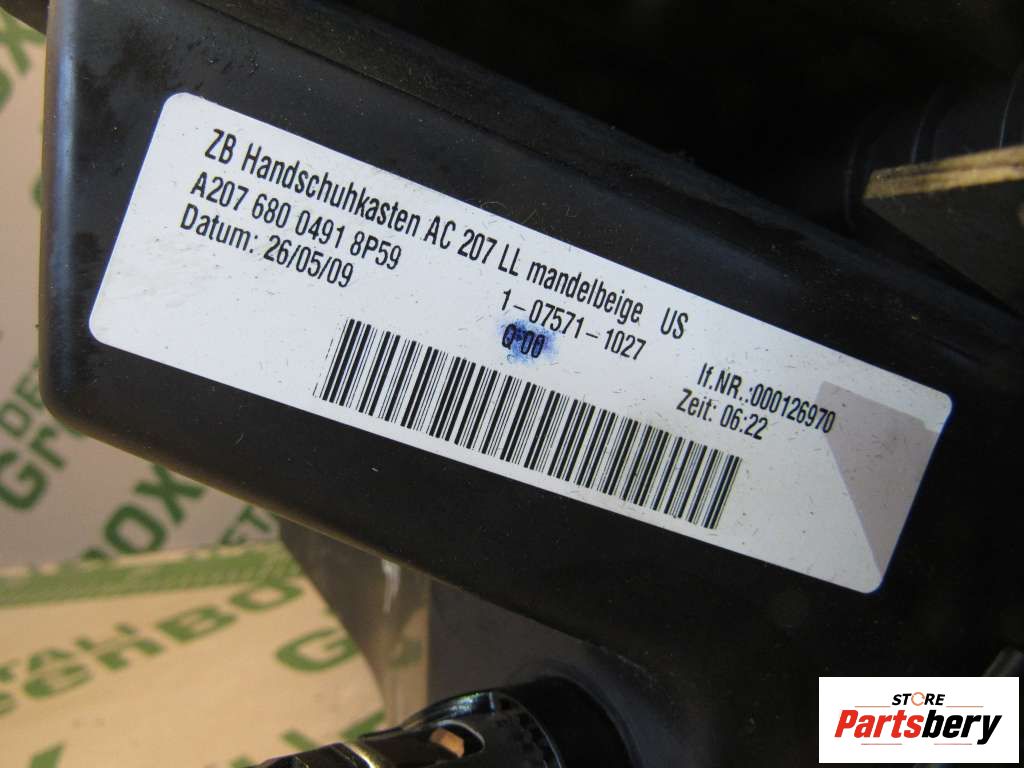 ZB Handschuhkasten AC 207 LL mandelbeige US
A207 680 0491 8P59
1-07571-1027
Datum: 26/05/09
Q:00
lf.NR.:000126970
Zeit: 06:22
STORE
Partsbery